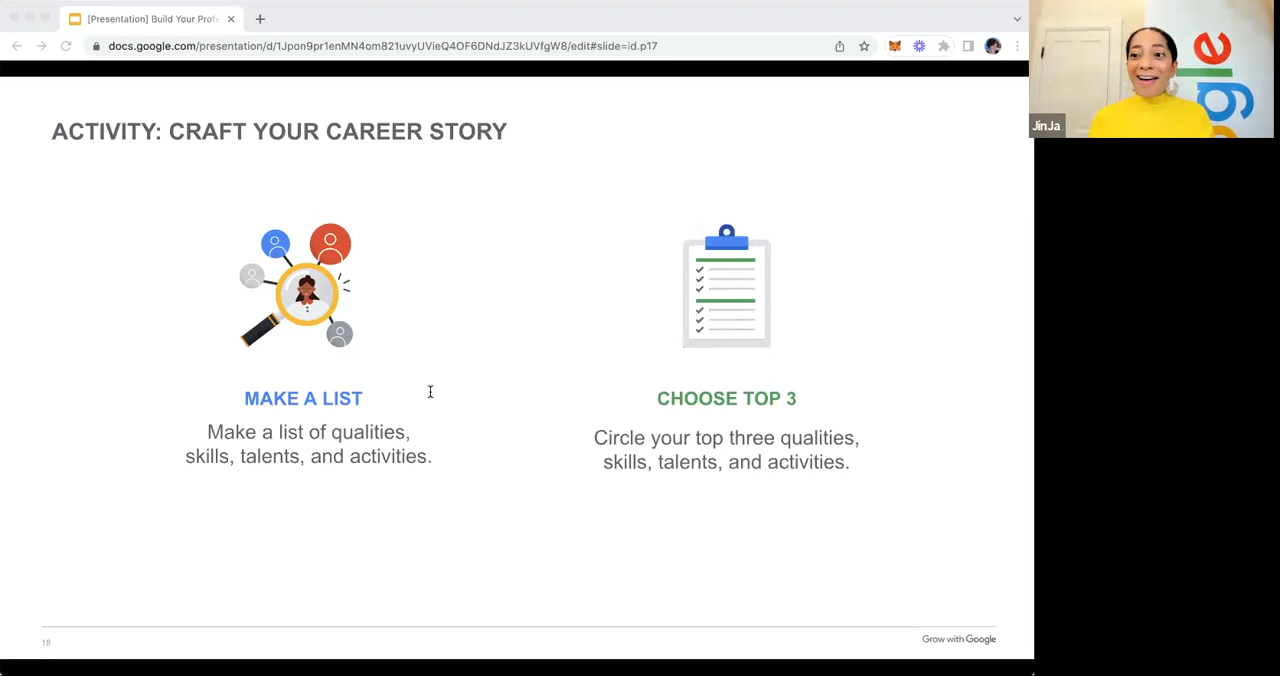 [Presentation] Build Your Profe
docs.google.com/presentation/d/1Jpon9pr1enMN4om821uvyUVieQ4OF6DNdJZ3kUVfgW8/edit#slide=id.p17
ACTIVITY: CRAFT YOUR CAREER STORY
MAKE A LIST
Make a list of qualities,
skills, talents, and activities.
CHOOSE TOP 3
Circle your top three qualities,
skills, talents, and activities.
18
Grow with Google
JinJa
gle